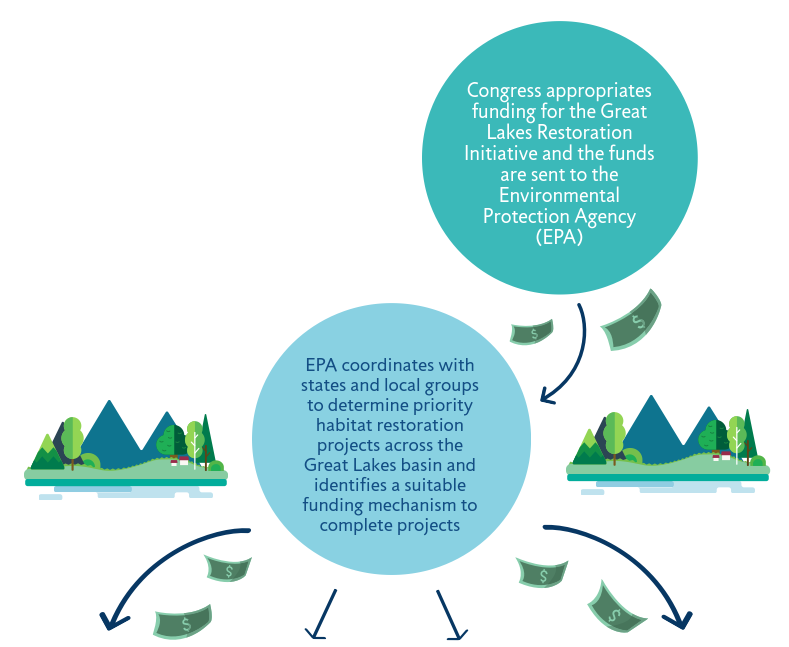 Congress appropriates
funding for the Great
Lakes Restoration
Initiative and the funds
are sent to the
Environmental
Protection Agency
(EPA)
$
$
EPA coordinates with
states and local groups
to determine priority
habitat restoration
projects across the
Great Lakes basin and
identifies a suitable
funding mechanism to
complete projects
$
$
$
$